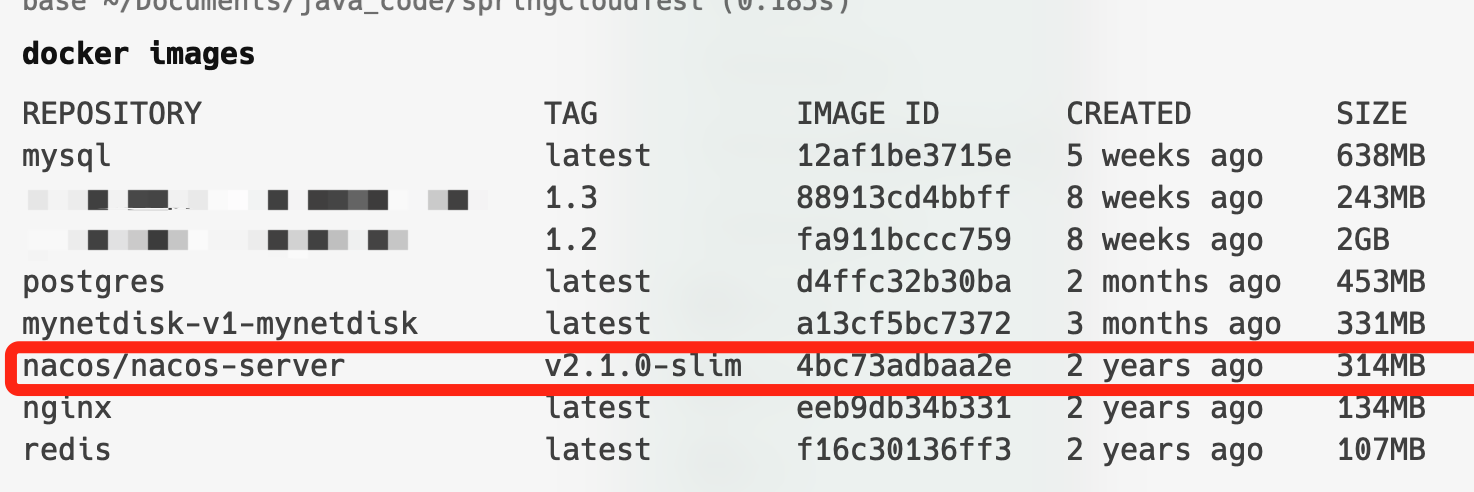 base ~/Documents/java_code/springCloudTest (0.185s)
docker images
REPOSITORY TAG IMAGE ID CREATED SIZE
mysql latest 12af1be3715e 5 weeks ago 638MB
1.3 88913cd4bbff 8 weeks ago 243MB
1.2 fa911bccc759 8 weeks ago 2GB
postgres latest d4ffc32b30ba 2 months ago 453MB
mynetdisk-v1-mynetdisk latest a13cf5bc7372 3 months ago 331MB
nacos/nacos-server v2.1.0-slim 4bc73adbaa2e 2 years ago 314MB
nginx latest eeb9db34b331 2 years ago 134MB
redis latest f16c30136ff3 2 years ago 107MB